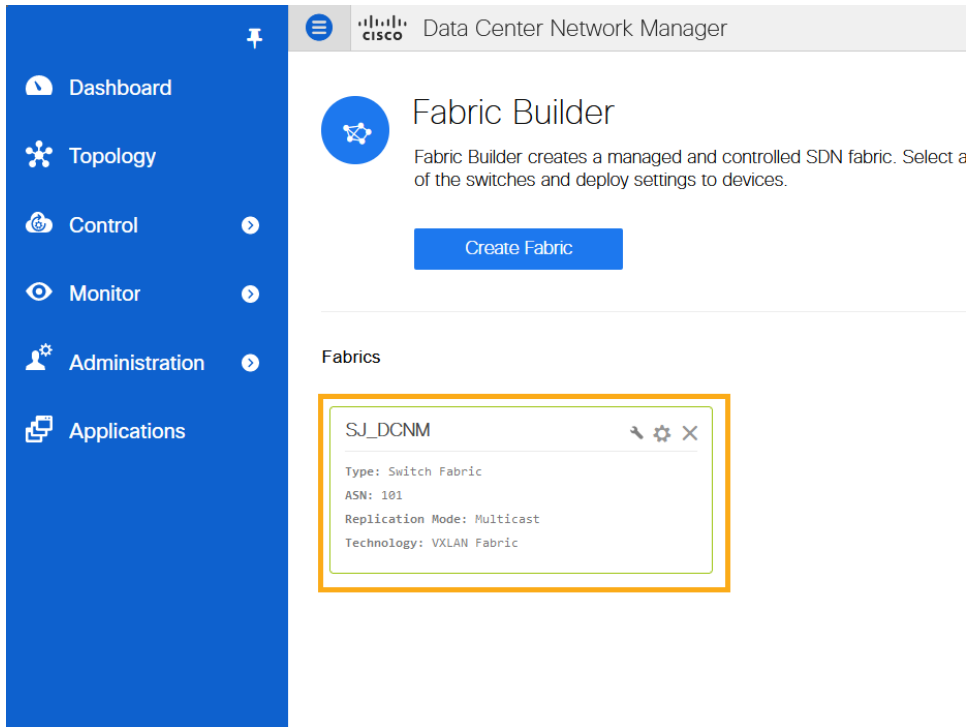 cisco Data Center Network Manager
Dashboard
Topology
Control
Monitor
Administration
Applications
Fabric Builder
Fabric Builder creates a managed and controlled SDN fabric. Select a
of the switches and deploy settings to devices.
Create Fabric
Fabrics
SJ_DCNM
Type: Switch Fabric
ASN: 101
Replication Mode: Multicast
Technology: VXLAN Fabric